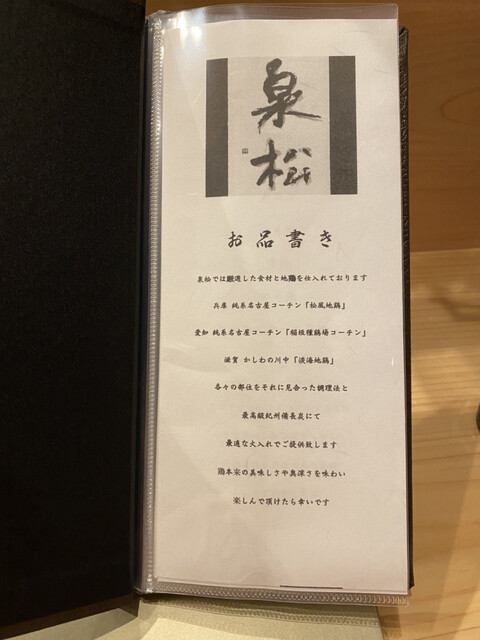 泉
松
お品書き
泉松では厳選した食材と地鶏を仕入れております
兵庫 純系名古屋コーチン「松風地鶏」
愛知 純系名古屋コーチン「稲垣種鶏場コーチン」
滋賀 かしわの川中「淡海地鶏」
各々の部位をそれに見合った調理法と
最高級紀州備長炭にて
最適な火入れでご提供致します
鶏本来の美味しさや奥深さを味わい
楽しんで頂けたら幸いです